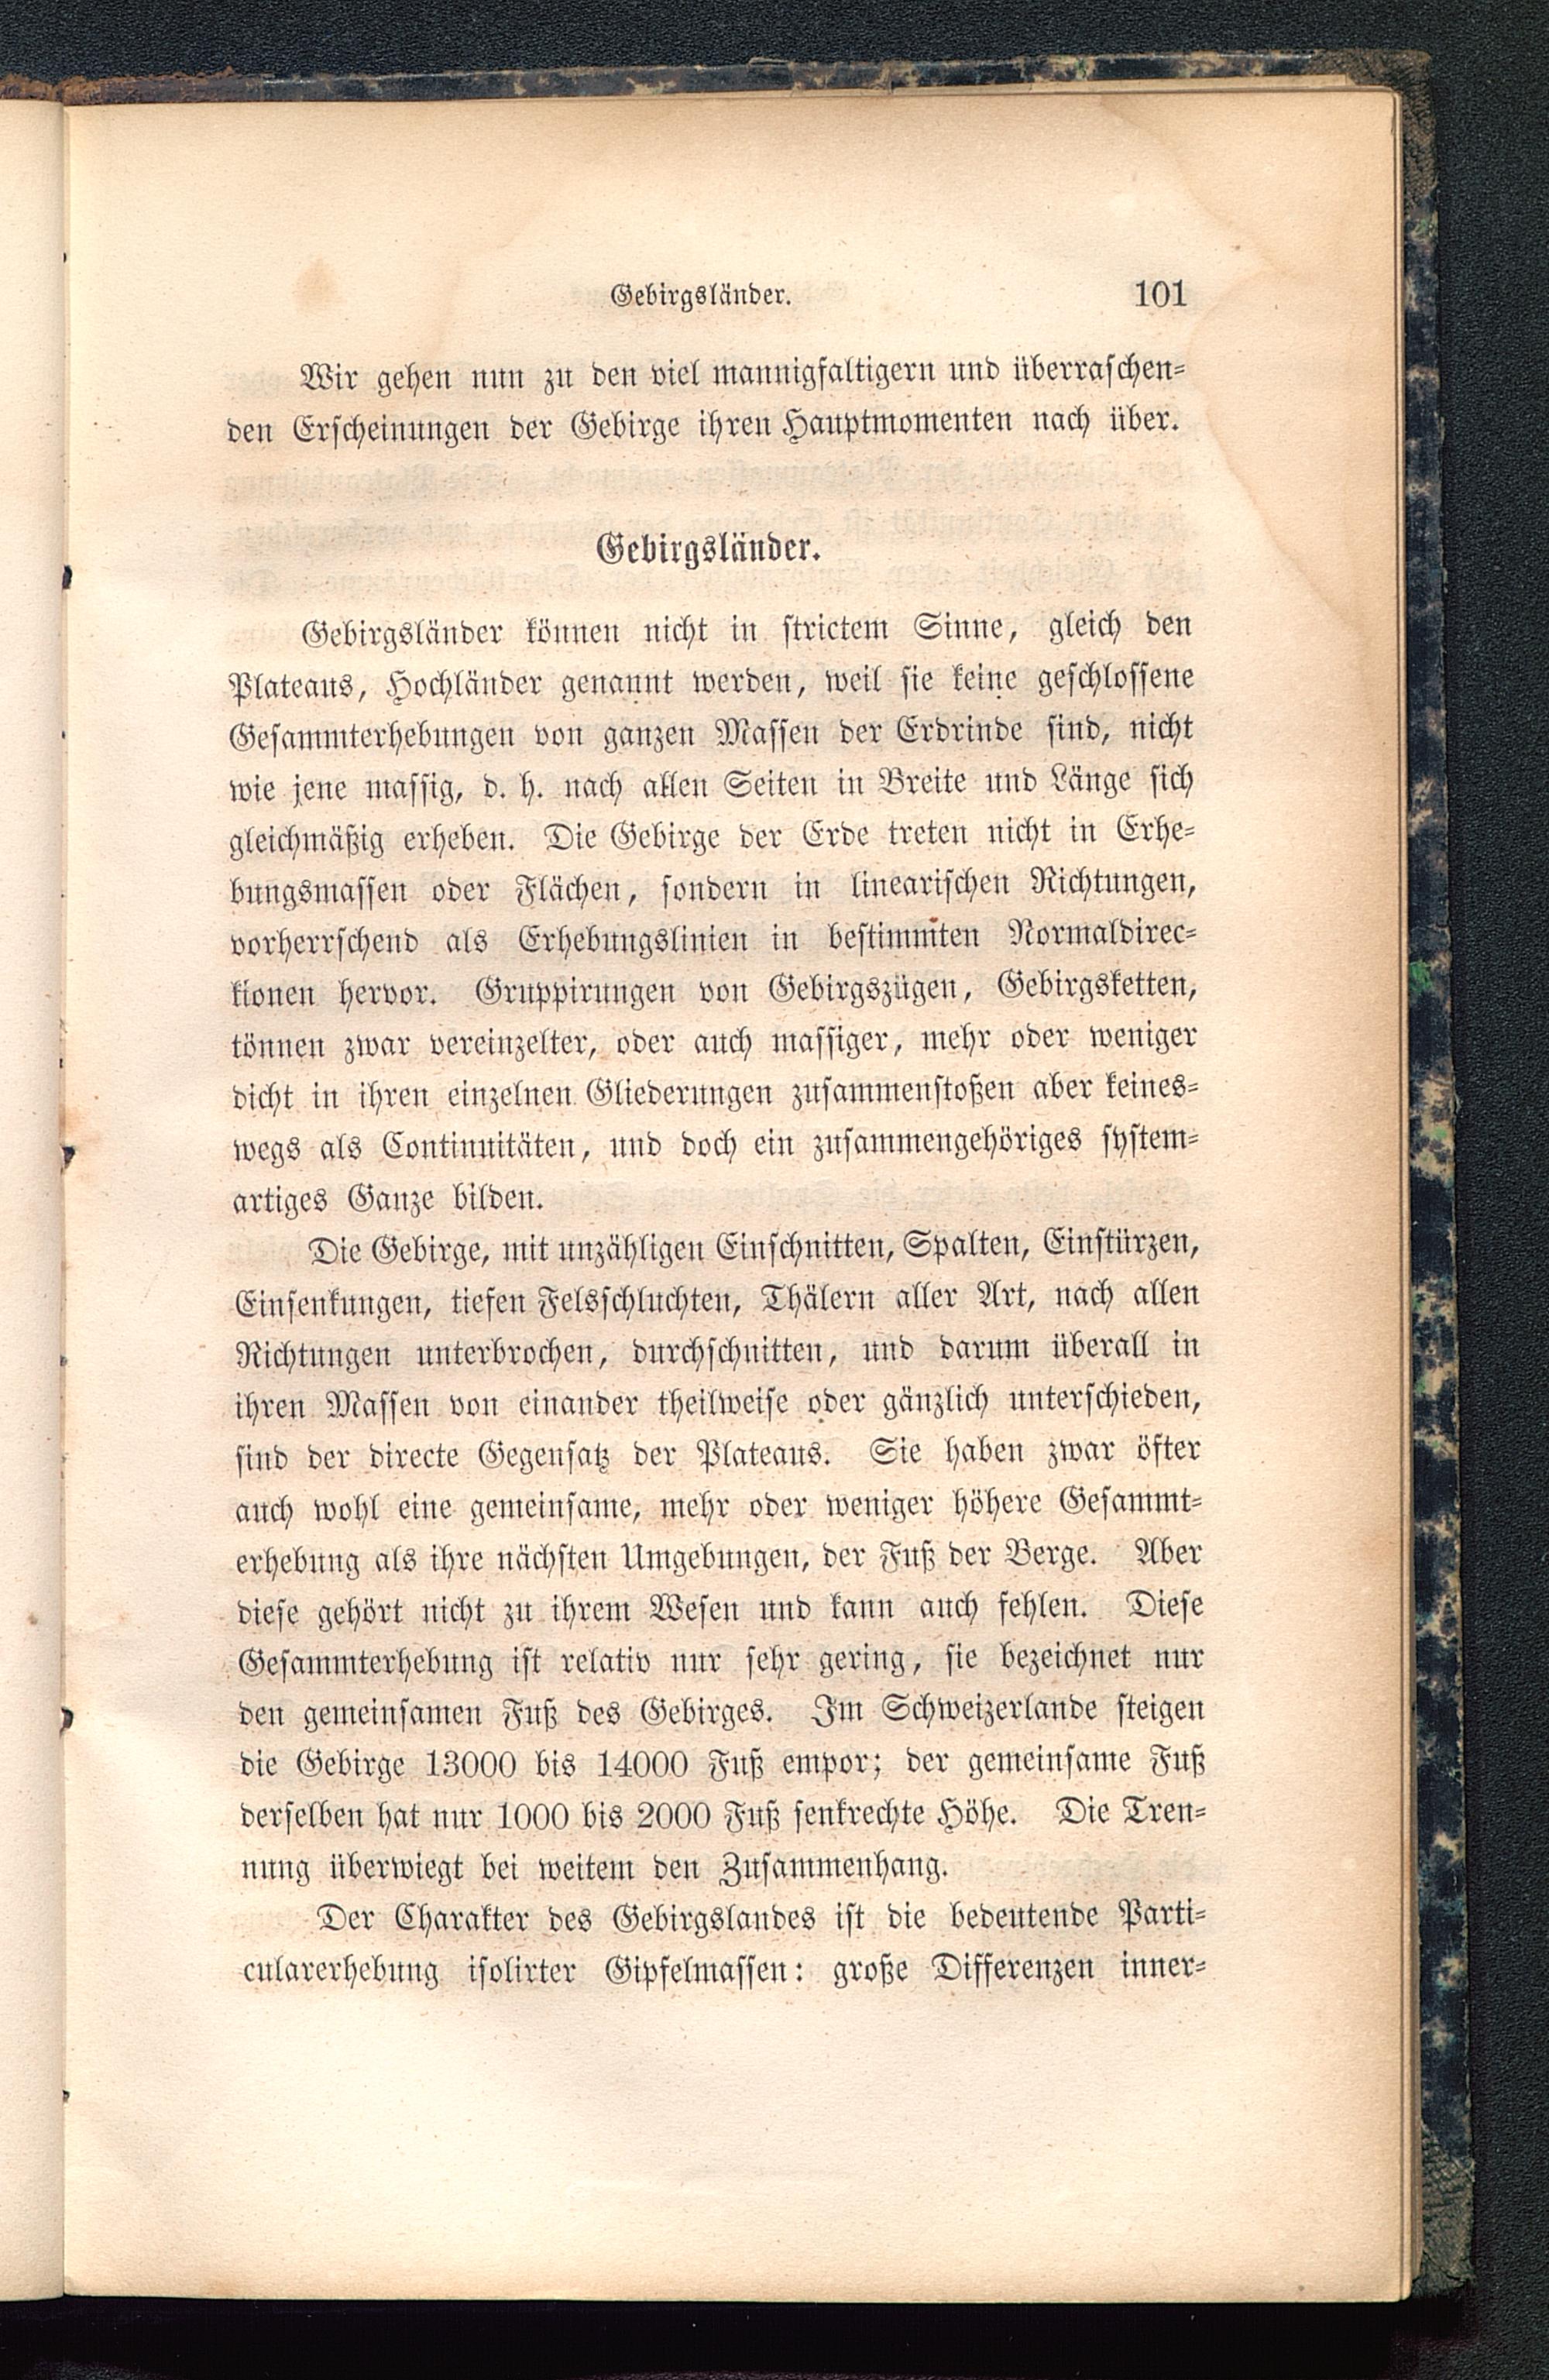 Gebirgsländer. 101
Wir gehen nun zu den viel mannigfaltigern und überraschen-
den Erscheinungen der Gebirge ihren Hauptmomenten nach über.
Gebirgsländer.
Gebirgsländer können nicht in strictem Sinne, gleich den
Plateaus, Hochländer genannt werden, weil sie keine geschlossene
Gesammterhebungen von ganzen Massen der Erdrinde sind, nicht
wie jene massig, d. h. nach allen Seiten in Breite und Länge sich
gleichmäßig erheben. Die Gebirge der Erde treten nicht in Erhe-
bungsmassen oder Flächen, sondern in linearischen Richtungen,
vorherrschend als Erhebungslinien in bestimmten Normaldirec-
kionen hervor. Gruppirungen von Gebirgszügen, Gebirgsketten,
tönnen zwar vereinzelter, oder auch massiger, mehr oder weniger
dicht in ihren einzelnen Gliederungen zusammenstoßen aber keines-
wegs als Continuitäten, und doch ein zusammengehöriges system-
artiges Ganze bilden.
Die Gebirge, mit unzähligen Einschnitten, Spalten, Einstürzen,
Einsenkungen, tiefen Felsschluchten, Thälern aller Art, nach allen
Richtungen unterbrochen, durchschnitten, und darum überall in
ihren Massen von einander theilweise oder gänzlich unterschieden,
sind der directe Gegensatz der Plateaus. Sie haben zwar öfter
auch wohl eine gemeinsame, mehr oder weniger höhere Gesammt-
erhebung als ihre nächsten Umgebungen, der Fuß der Berge. Aber
diese gehört nicht zu ihrem Wesen und kann auch fehlen. Diese
Gesammterhebung ist relativ nur sehr gering, sie bezeichnet nur
den gemeinsamen Fuß des Gebirges. Im Schweizerlande steigen
die Gebirge 13000 bis 14000 Fuß empor; der gemeinsame Fuß
derselben hat nur 1000 bis 2000 Fuß senkrechte Höhe. Die Tren-
nung überwiegt bei weitem den Zusammenhang.
Der Charakter des Gebirgslandes ist die bedeutende Parti-
cularerhebung isolirter Gipfelmassen: große Differenzen inner-